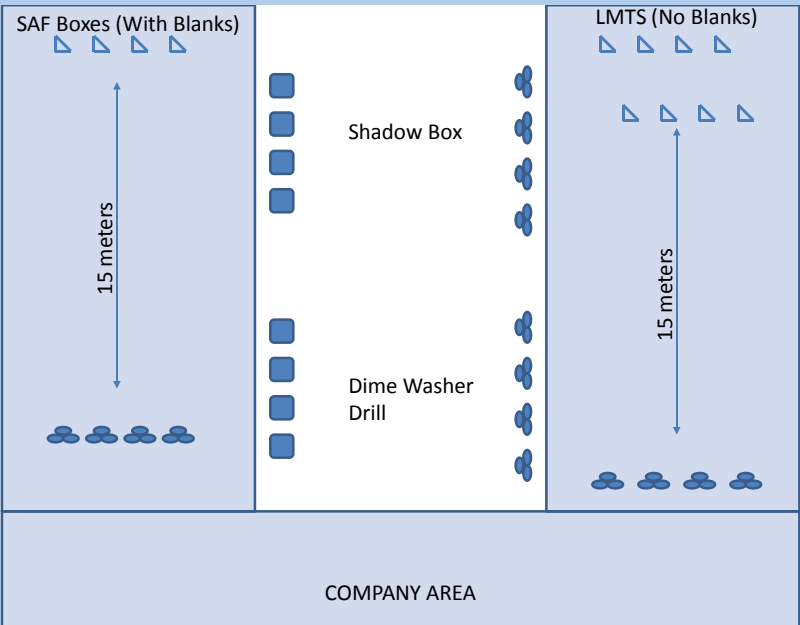 SAF Boxes (With Blanks)
LMTS (No Blanks)
Shadow Box
15 meters
15 meters
Dime Washer
Drill
COMPANY AREA